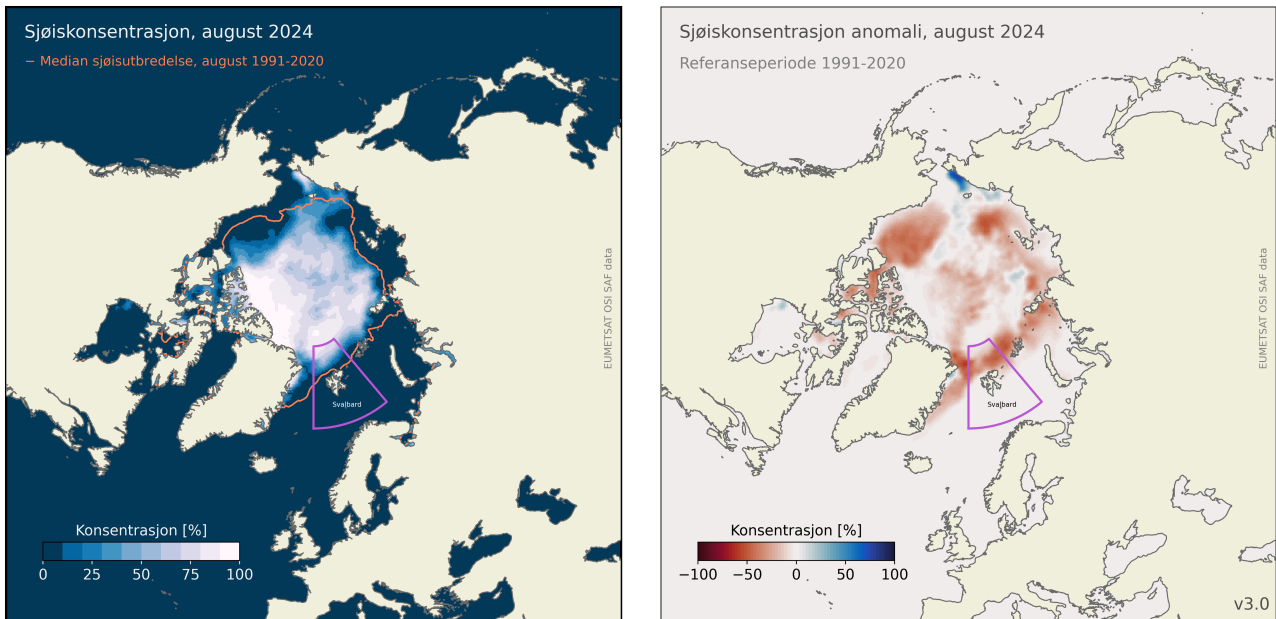 Sjøiskonsentrasjon, august 2024
− Median sjøisutbredelse, august 1991-2020
EUMETSAT OSI SAF data
Svalbard
Konsentrasjon [%]
0 25 50 75 100
Sjøiskonsentrasjon anomali, august 2024
Referanseperiode 1991-2020
EUMETSAT OSI SAF data
Svalbard
Konsentrasjon [%]
−100 −50 0 50 100
v3.0